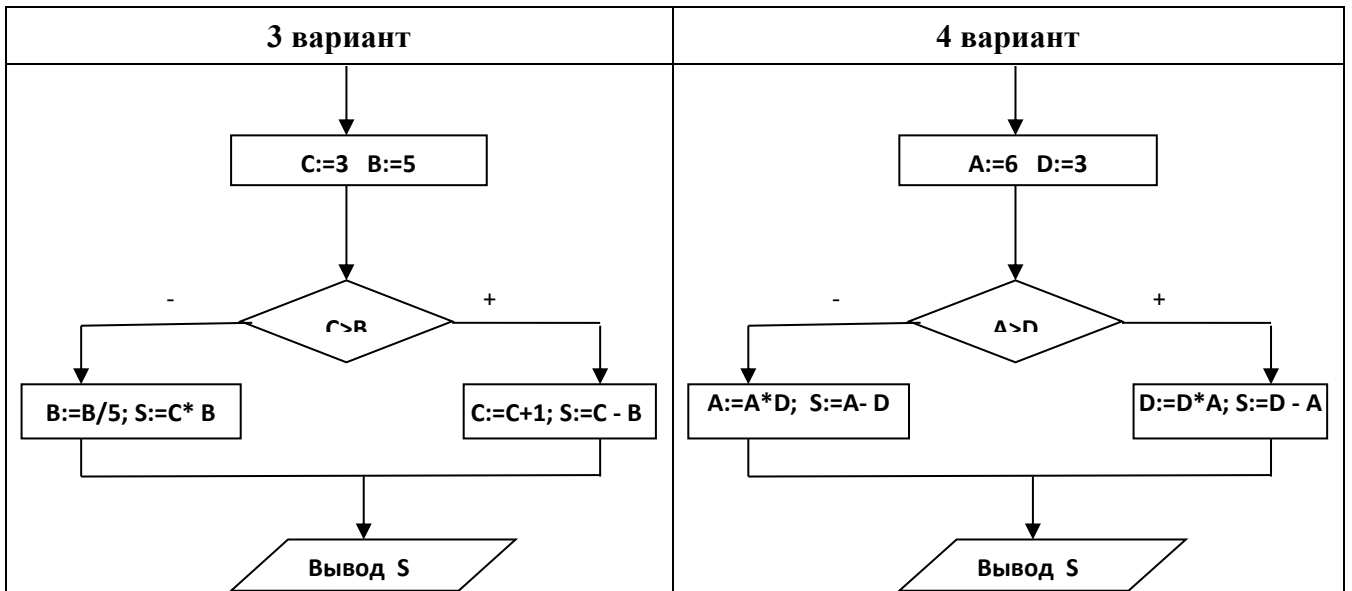 3 вариант
C:=3 B:=5
C>B
-
+
B:=B/5; S:=C* B
C:=C+1; S:=C - B
Вывод S
4 вариант
A:=6 D:=3
A>D
-
+
A:=A*D; S:=A- D
D:=D*A; S:=D - A
Вывод S